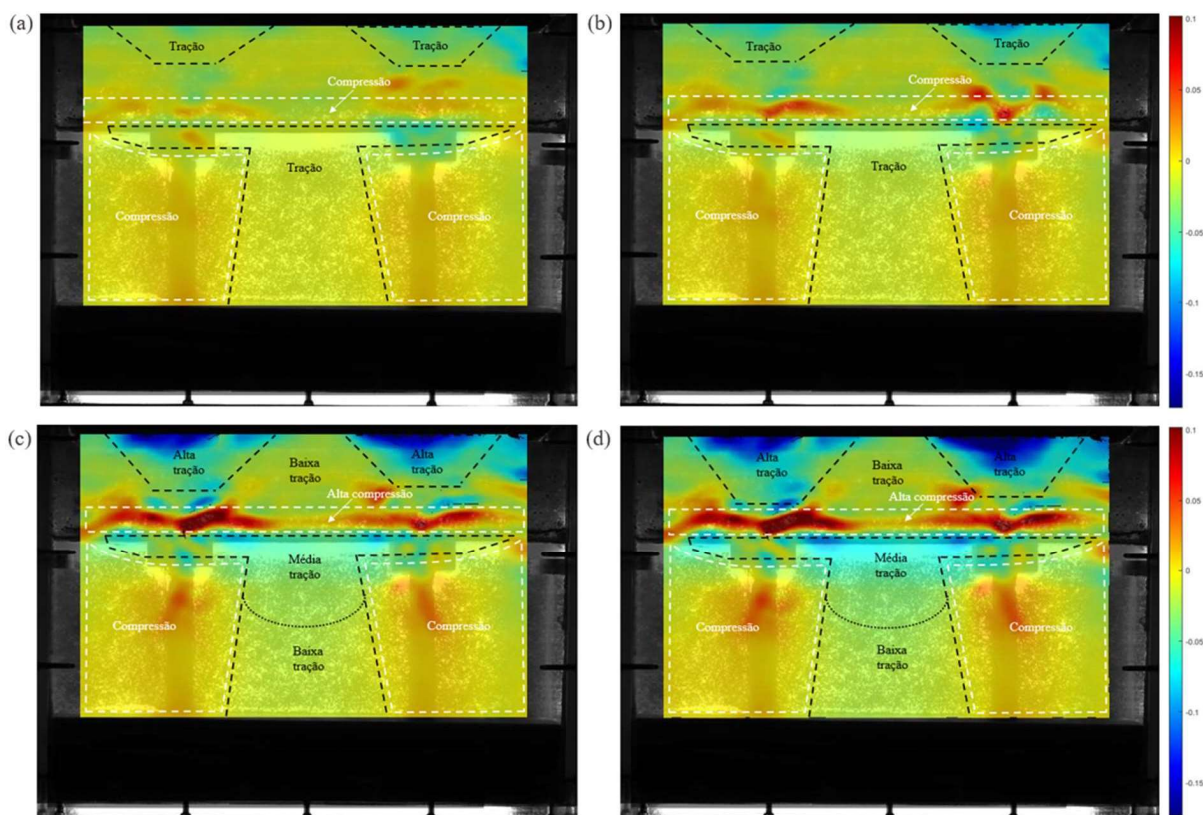 (a)
Tração
Tração
Compressão
Tração
Compressão
Compressão
(b)
Tração
Tração
Compressão
Tração
Compressão
Compressão
0.1
0.05
0
-0.05
-0.1
-0.15
(c)
Alta
tração
Baixa
tração
Alta
tração
Alta compressão
Média
tração
Compressão
Compressão
Baixa
tração
(d)
Alta
tração
Baixa
tração
Alta
tração
Alta compressão
Média
tração
Compressão
Compressão
Baixa
tração
0.1
0.05
0
-0.05
-0.1
-0.15